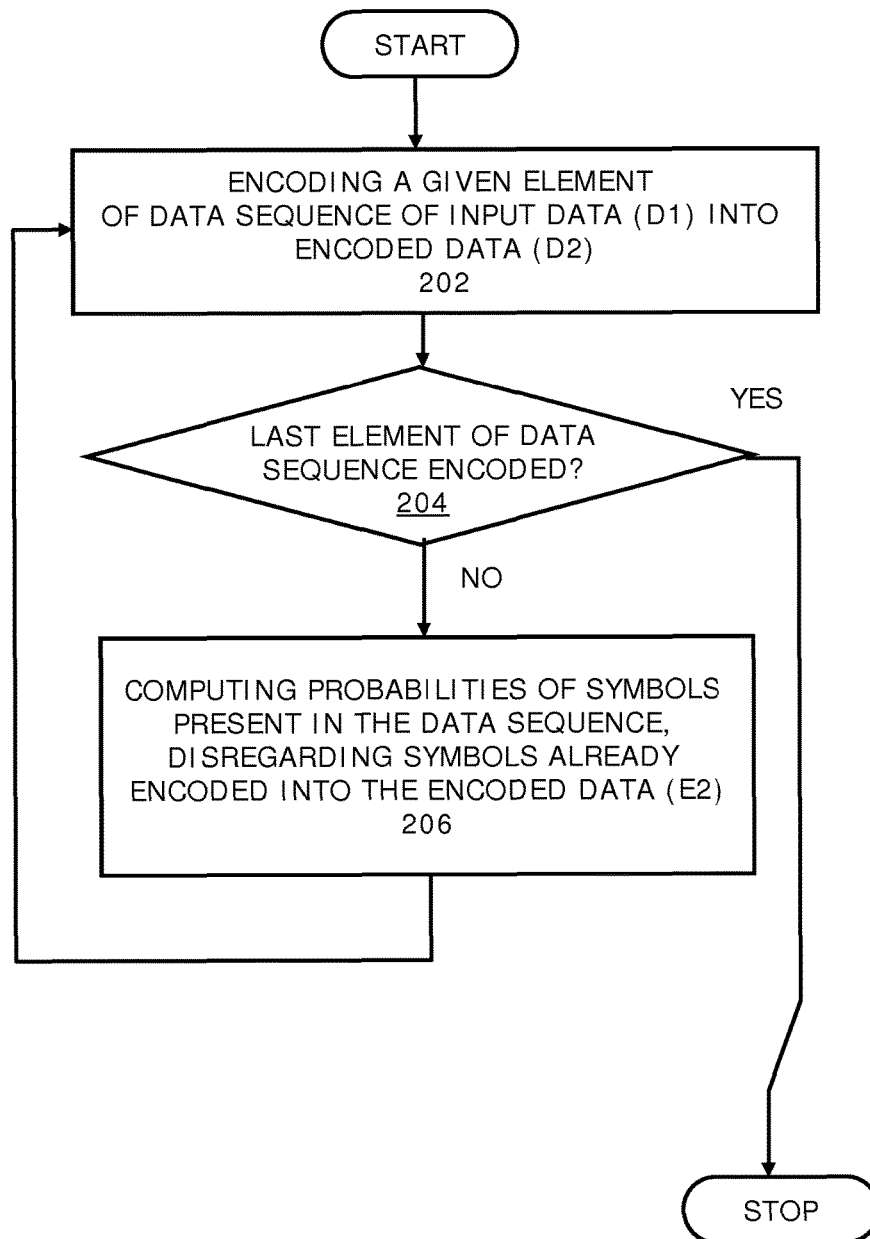 START
ENCODING A GIVEN ELEMENT
OF DATA SEQUENCE OF INPUT DATA (D1) INTO
ENCODED DATA (D2)
202
YES
LAST ELEMENT OF DATA
SEQUENCE ENCODED?
204
NO
COMPUTING PROBABILITIES OF SYMBOLS
PRESENT IN THE DATA SEQUENCE,
DISREGARDING SYMBOLS ALREADY
ENCODED INTO THE ENCODED DATA (E2)
206
STOP